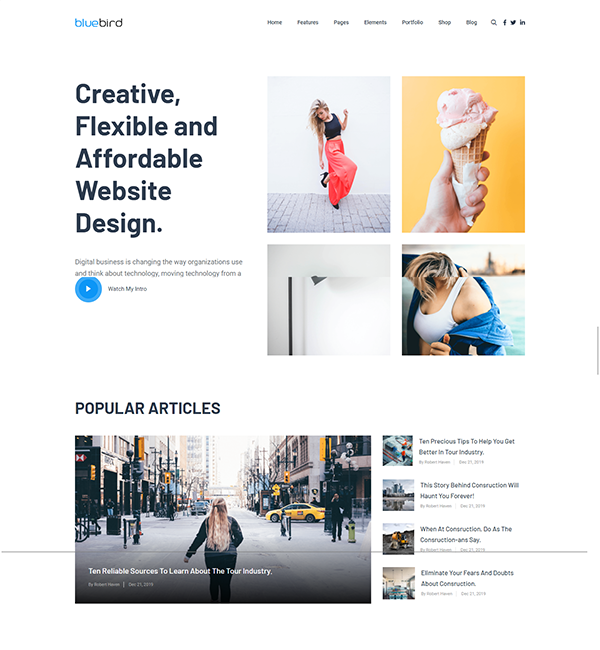 bluebird
Home Features Pages Elements Portfolio Shop Blog
Creative,
Flexible and
Affordable
Website
Design.
Digital business is changing the way organizations use
and think about technology, moving technology from a
Watch My Intro
POPULAR ARTICLES
Ten Reliable Sources To Learn About The Tour Industry.
By Robert Haven | Dec 21, 2019
Ten Precious Tips To Help You Get
Better In Tour Industry.
By Robert Haven | Dec 21, 2019
This Story Behind Consruction Will
Haunt You Forever!
By Robert Haven | Dec 21, 2019
When At Consruction, Do As The
Consruction-ans Say.
By Robert Haven | Dec 21, 2019
Eliminate Your Fears And Doubts
About Consruction.
By Robert Haven | Dec 21, 2019